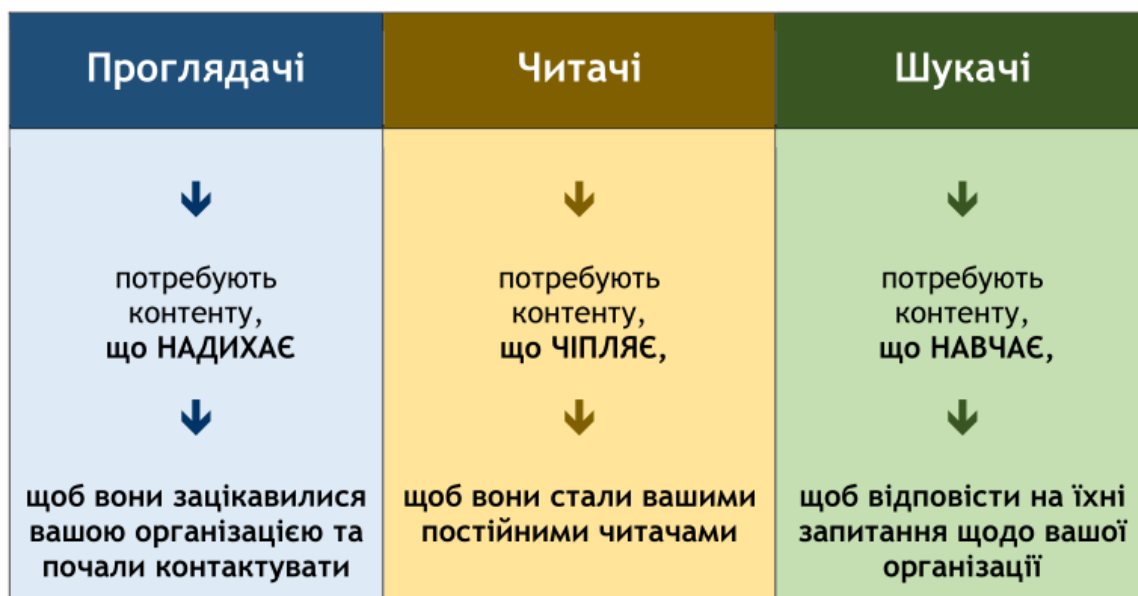 Проглядачі
Читачі
Шукачі
потребують
контенту,
що НАДИХАЄ
потребують
контенту,
що ЧІПЛЯЄ,
потребують
контенту,
що НАВЧАЄ,
щоб вони зацікавилися
вашою організацією та
почали контактувати
щоб вони стали вашими
постійними читачами
щоб відповісти на їхні
запитання щодо вашої
організації